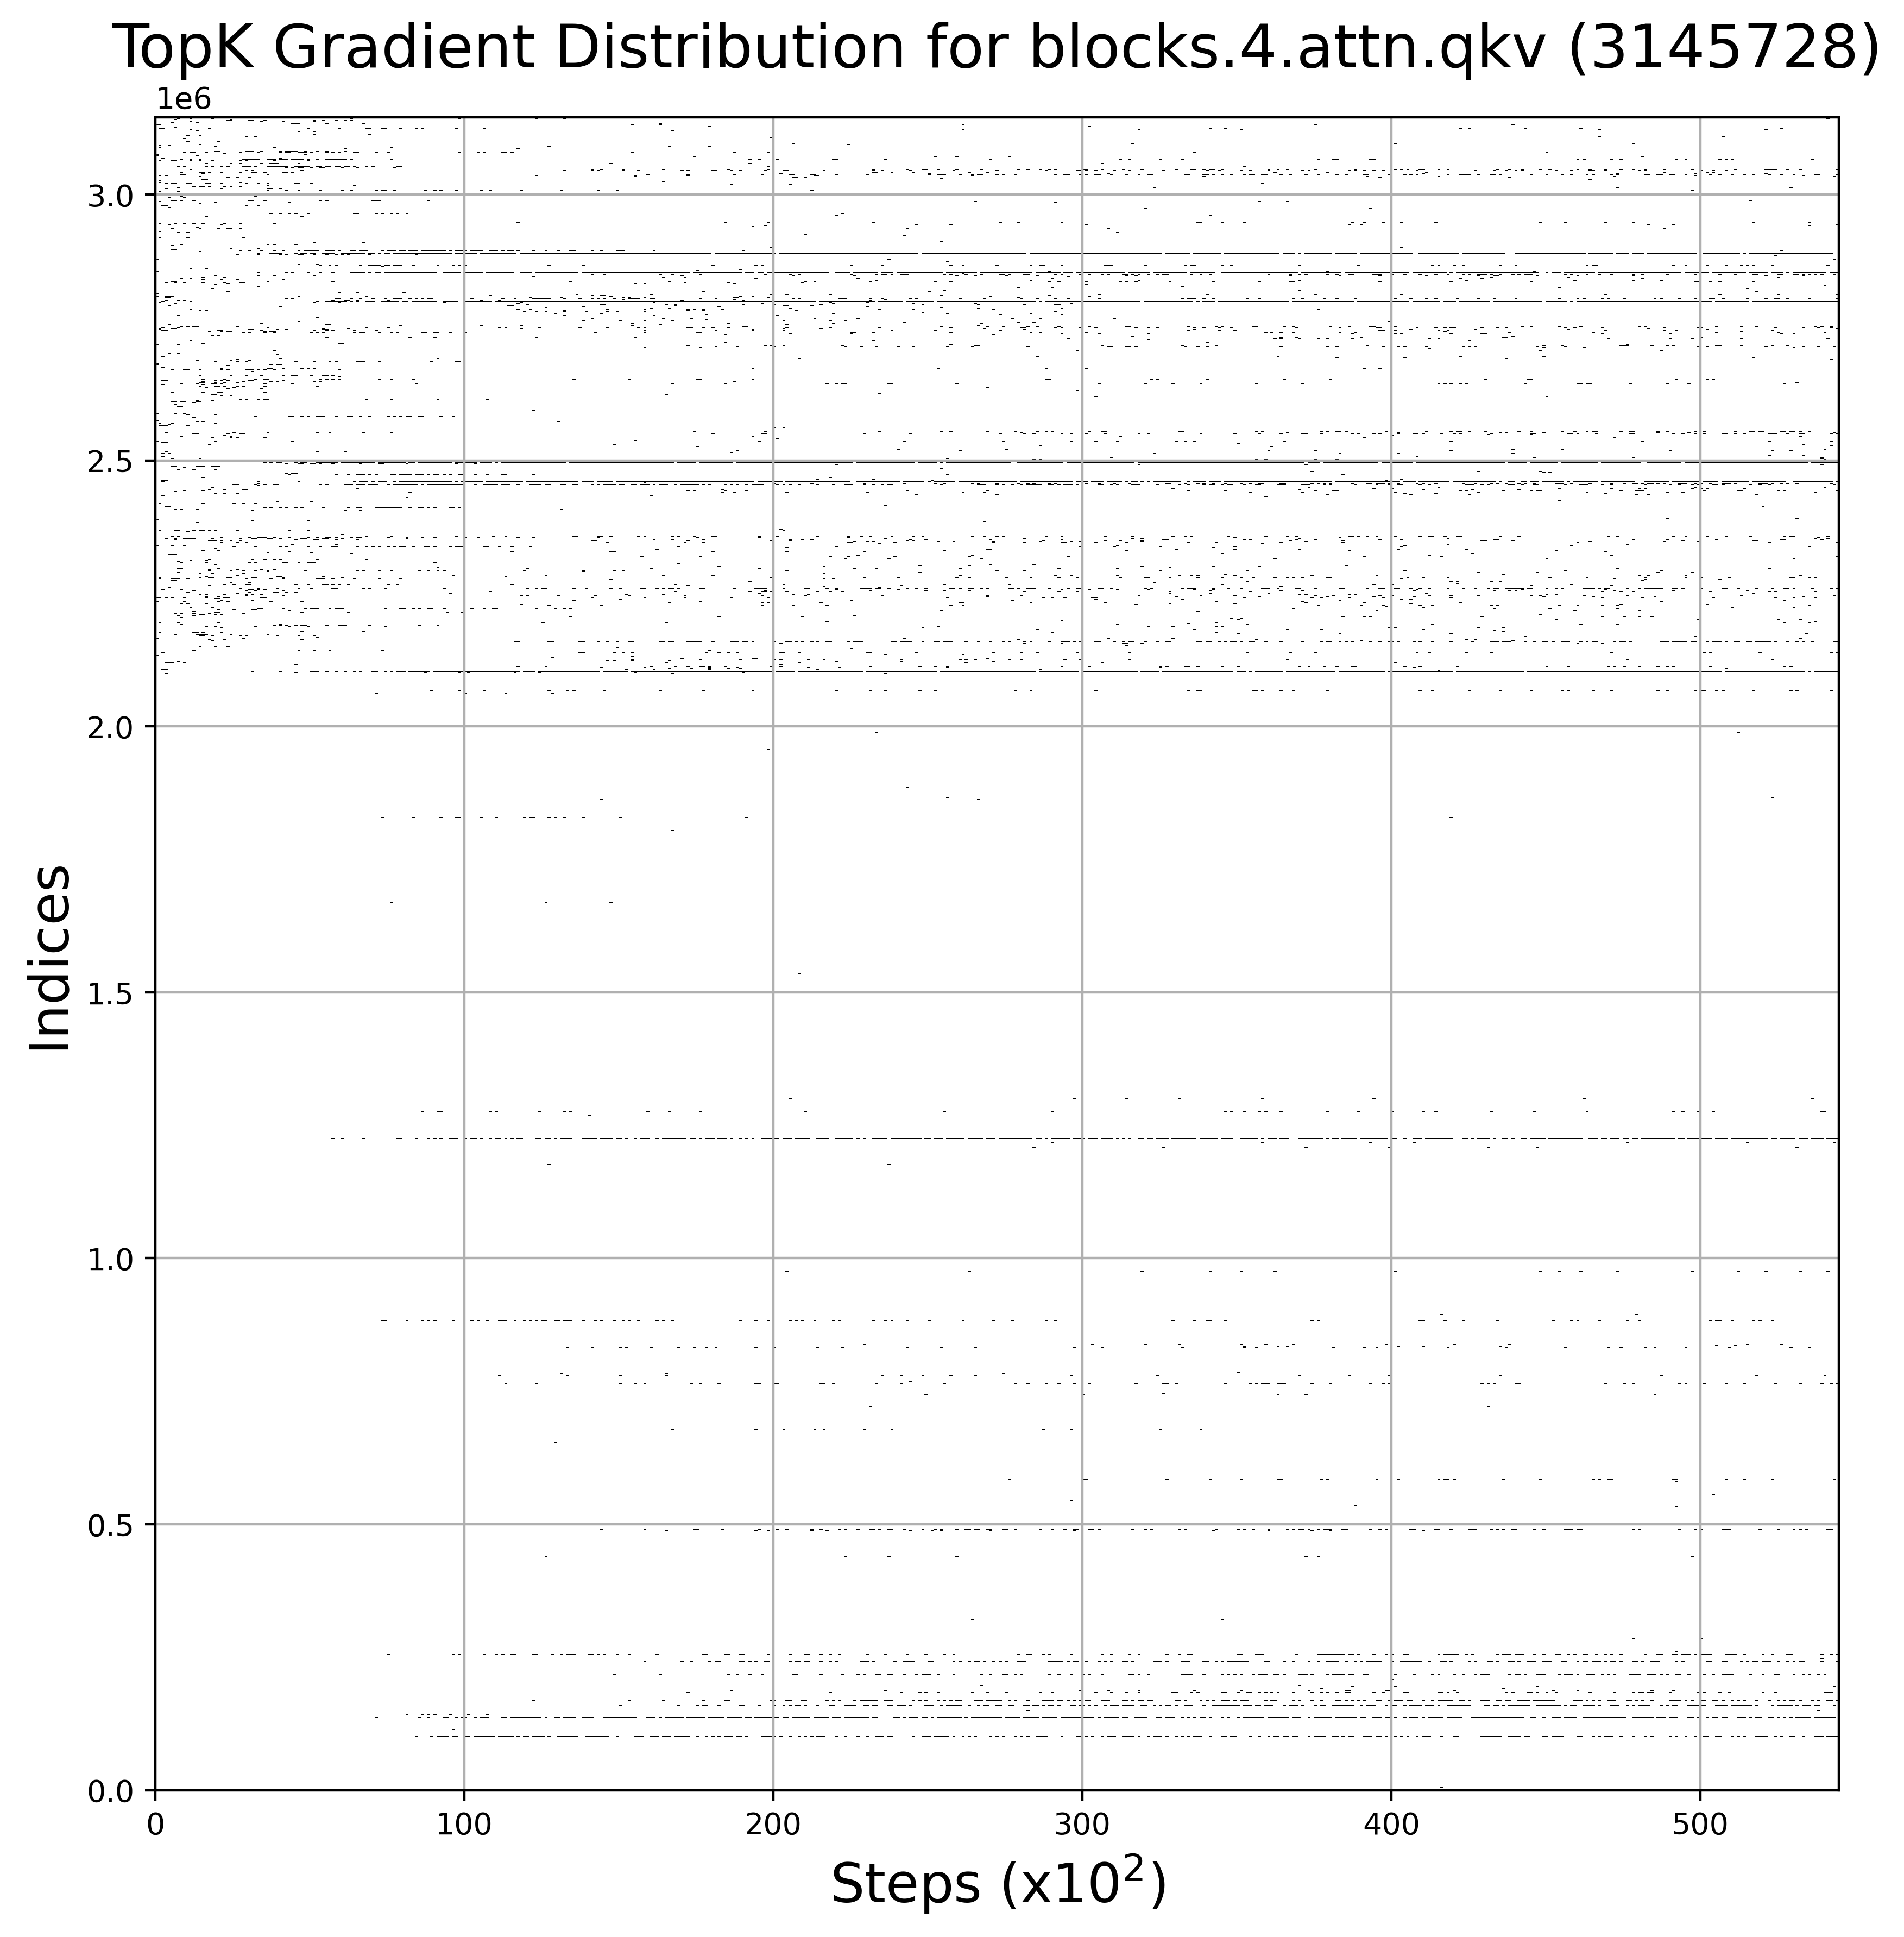 TopK Gradient Distribution for blocks.4.attn.qkv (3145728)
1e6
3.0
2.5
2.0
1.5
1.0
0.5
0.0
Indices
0 100 200 300 400 500
Steps (x10²)